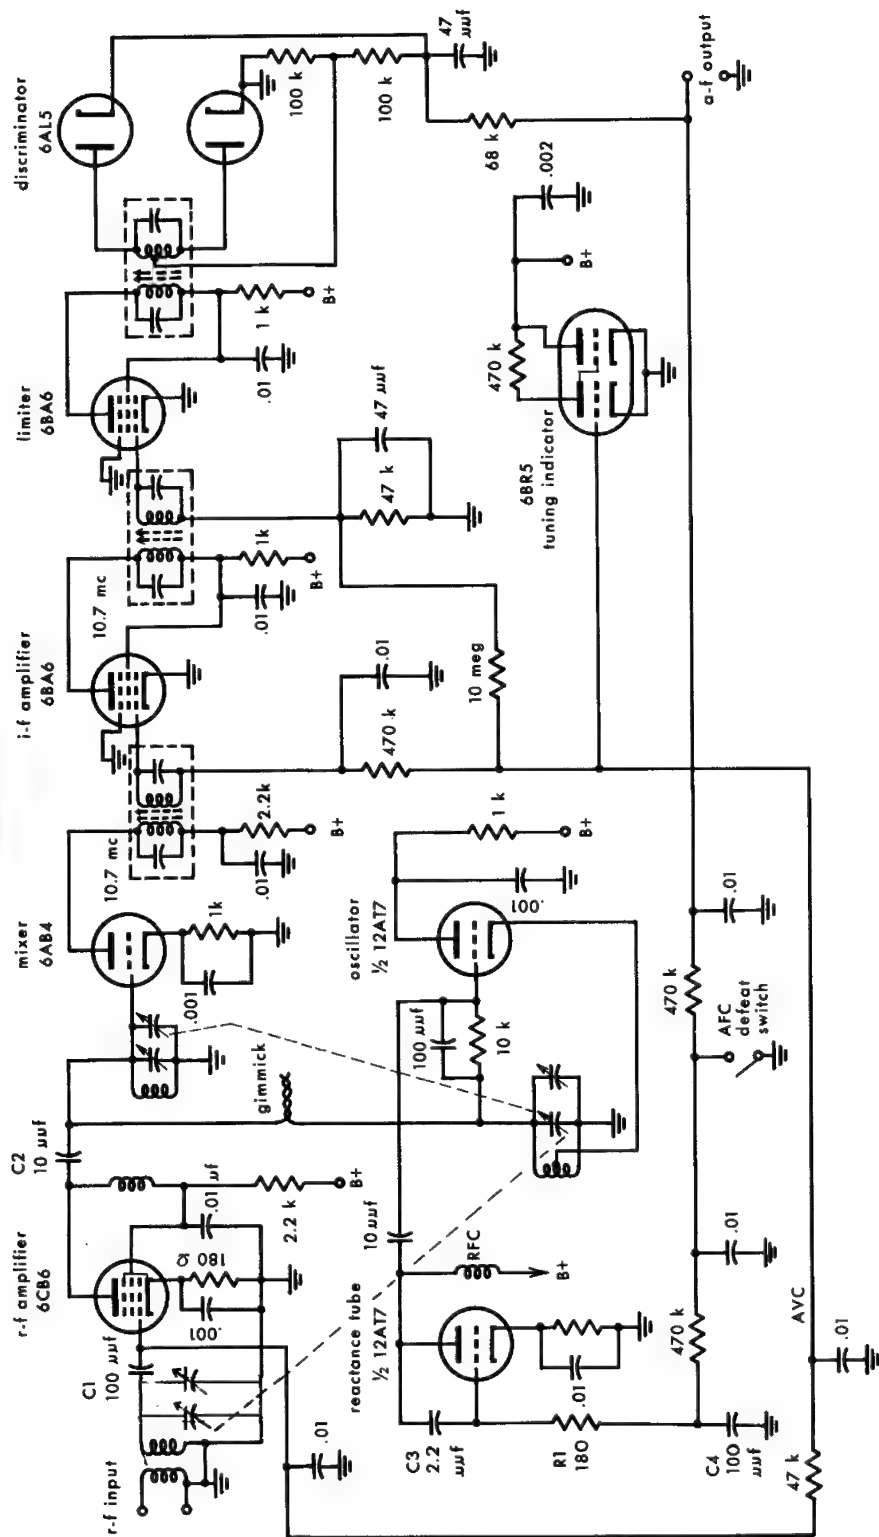 r-f amplifier
6CB6
mixer
6AB4
i-f amplifier
6BA6
limiter
6BA6
discriminator
6AL5
r-f input
C1
100 μμf
.001
180 Ω
.01 μf
2.2 k
B+
C2
10 μμf
gimmick
.001
1k
10.7 mc
.01
2.2k
B+
10.7 mc
.01
1k
B+
.01
1 k
B+
100 k
100 k
47
μμf
.01
.01
470 k
10 meg
47 k
47 μμf
68 k
a-f output
reactance tube
½ 12AT7
C3
2.2
μμf
R1
180
.01
C4
100
μμf
10 μμf
RFC
B+
oscillator
½ 12AT7
100 μμf
10 k
.001
1 k
B+
6BR5
tuning indicator
470 k
B+
.002
470 k
.01
AFC
defeat
switch
470 k
.01
47 k
AVC
.01